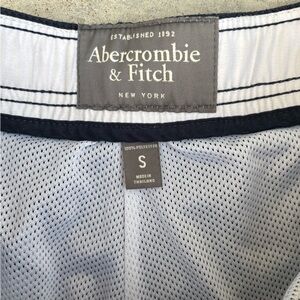 ESTABLISHED 1892
Abercrombie
& Fitch
NEW YORK
100% POLYESTER
S
MADE IN
THAILAND